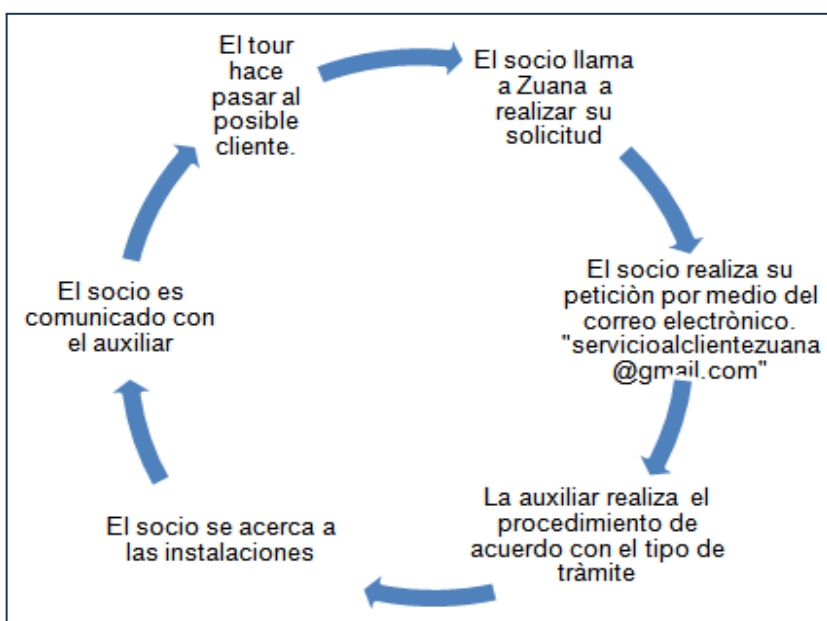 El tour
hace
pasar al
posible
cliente.
El socio llama
a Zuana a
realizar su
solicitud
El socio realiza su
peticiòn por medio del
correo electrònico.
"servicioalclientezuana
@gmail.com"
La auxiliar realiza el
procedimiento de
acuerdo con el tipo de
tràmite
El socio se acerca a
las instalaciones
El socio es
comunicado con
el auxiliar